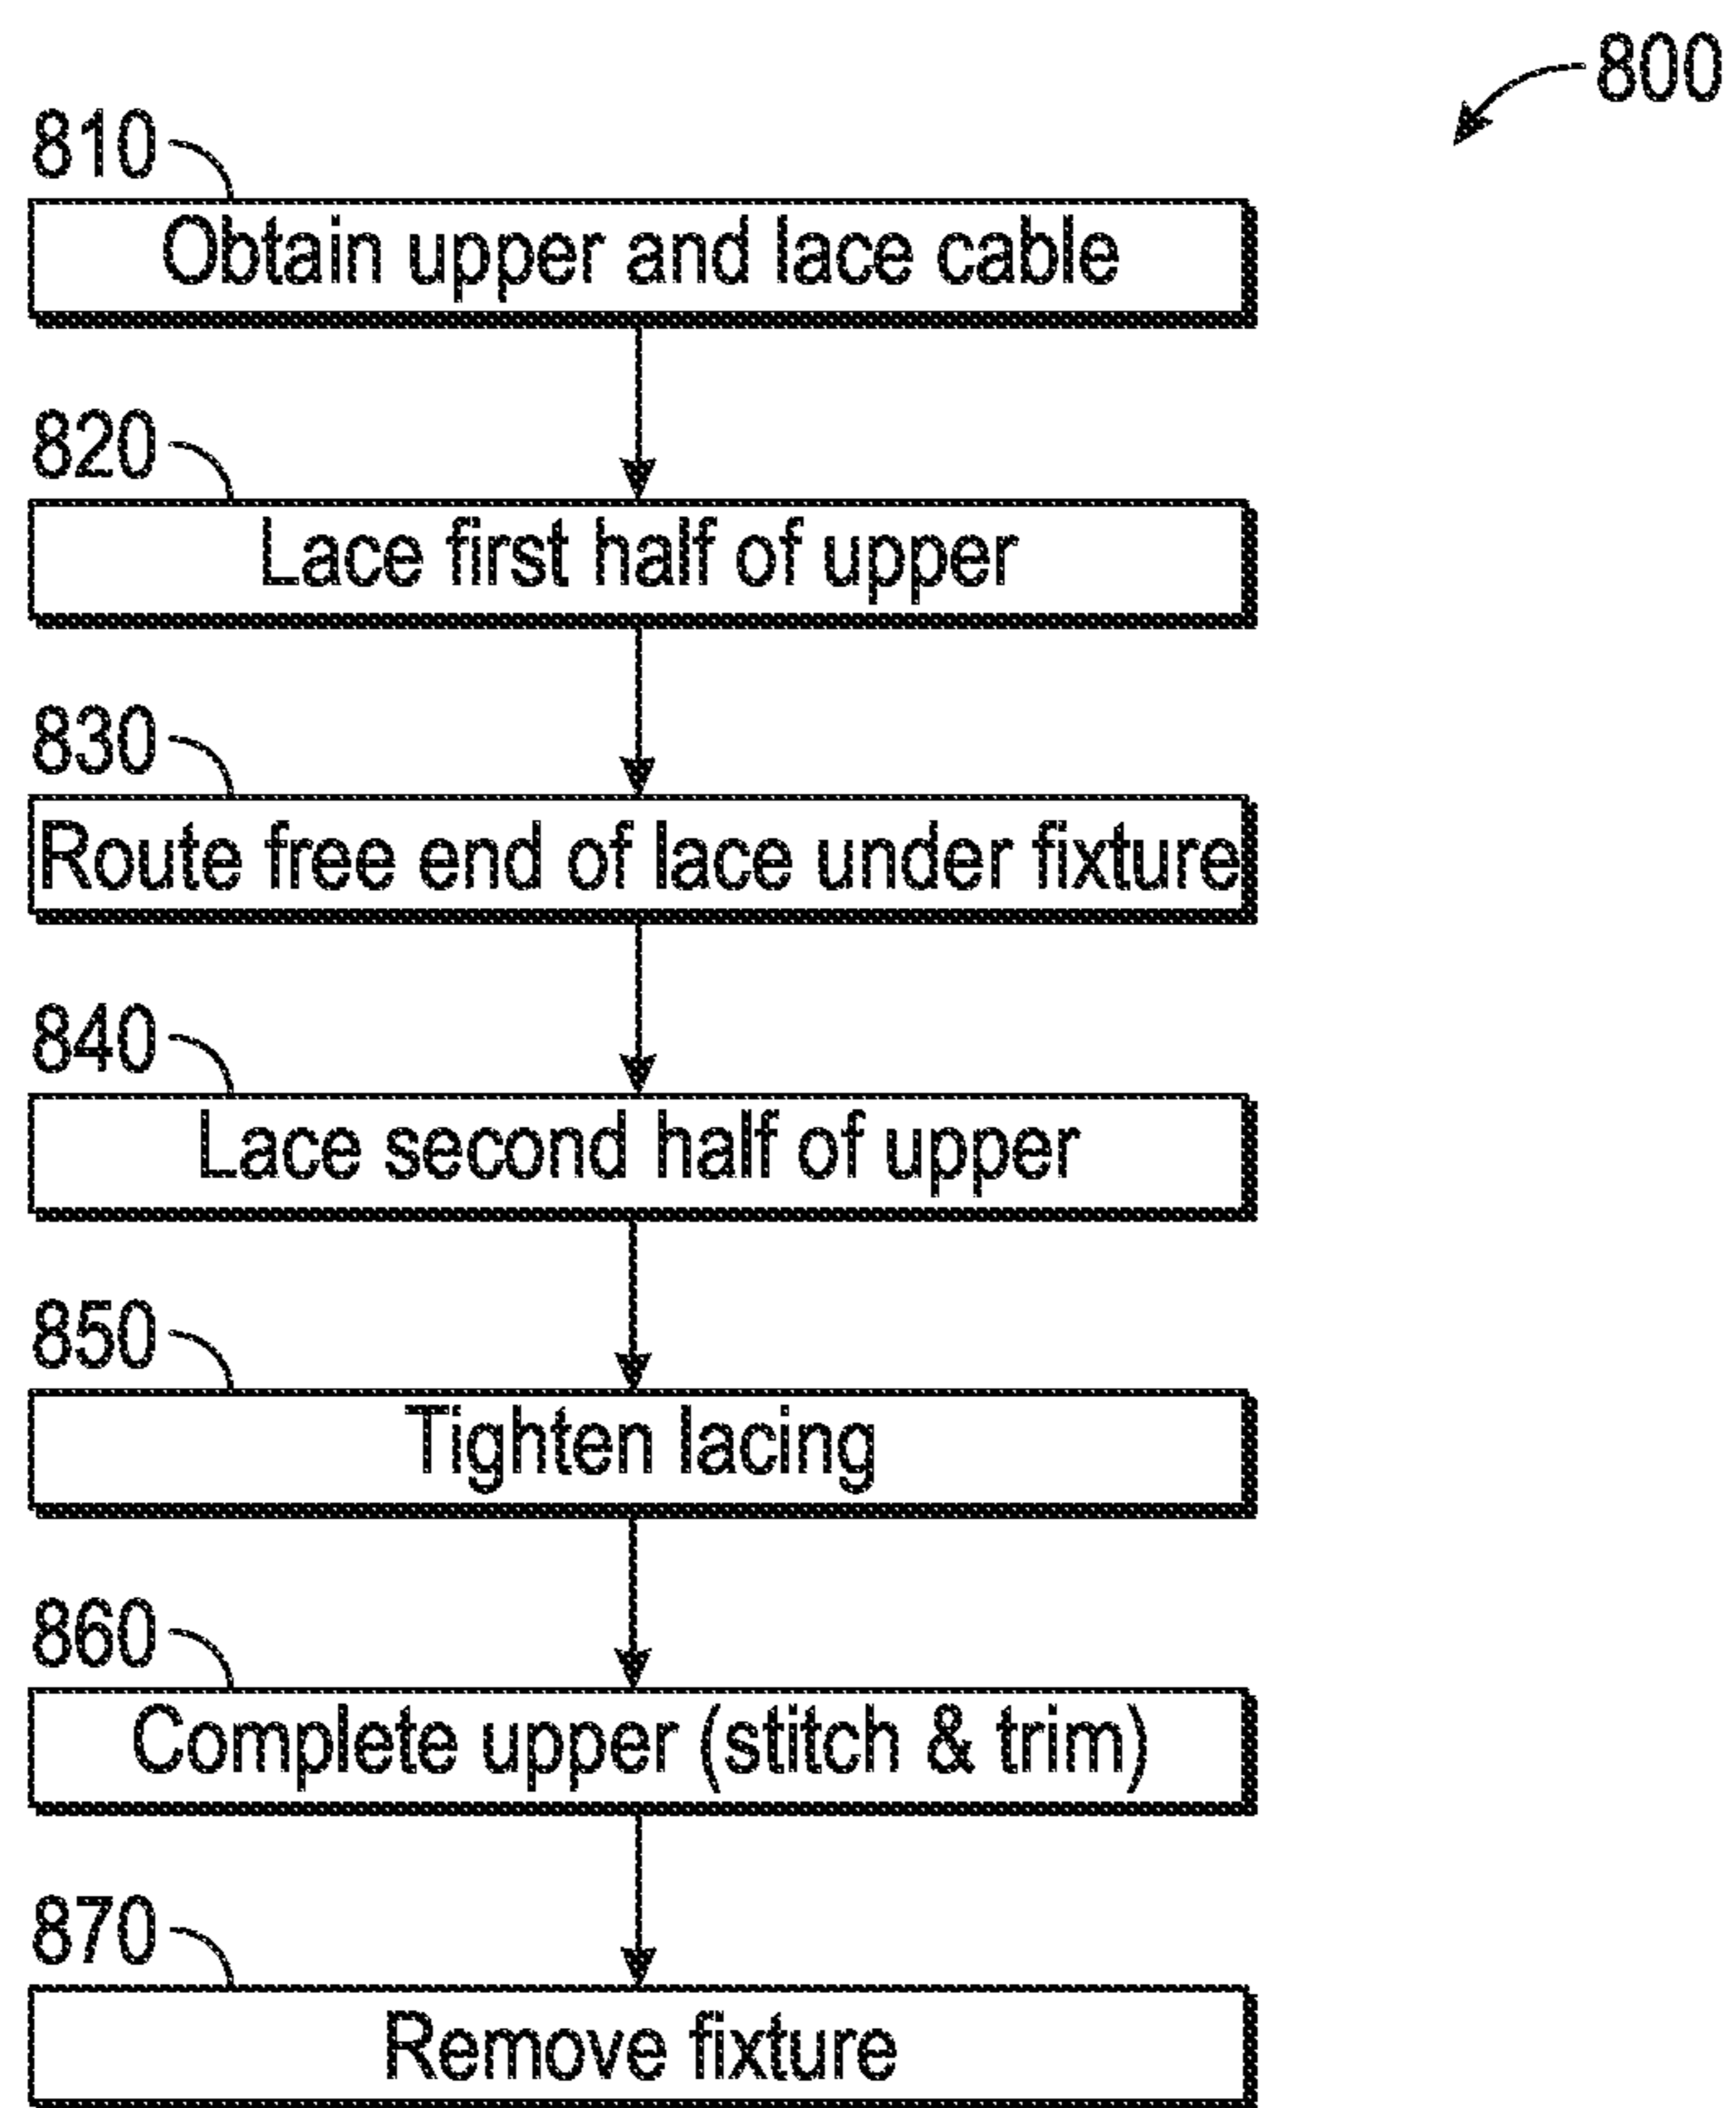 800
810
Obtain upper and lace cable
820
Lace first half of upper
830
Route free end of lace under fixture
840
Lace second half of upper
850
Tighten lacing
860
Complete upper (stitch & trim)
870
Remove fixture